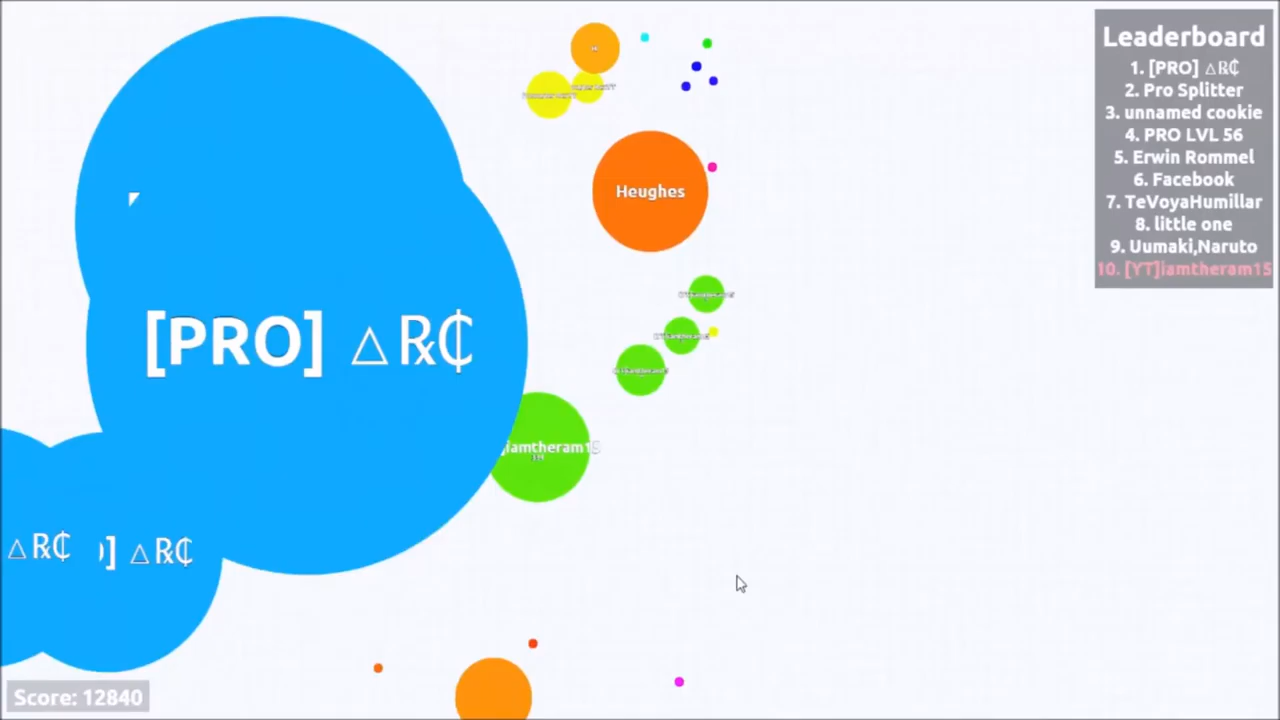 Leaderboard
1. [PRO] △℞₵
2. Pro Splitter
3. unnamed cookie
4. PRO LVL 56
5. Erwin Rommel
6. Facebook
7. TeVoyaHumillar
8. little one
9. Uumaki,Naruto
10. [YT]iamtheram15
Heughes
[PRO] △℞₵
]iamtheram15
△℞₵
] △℞₵
Score: 12840